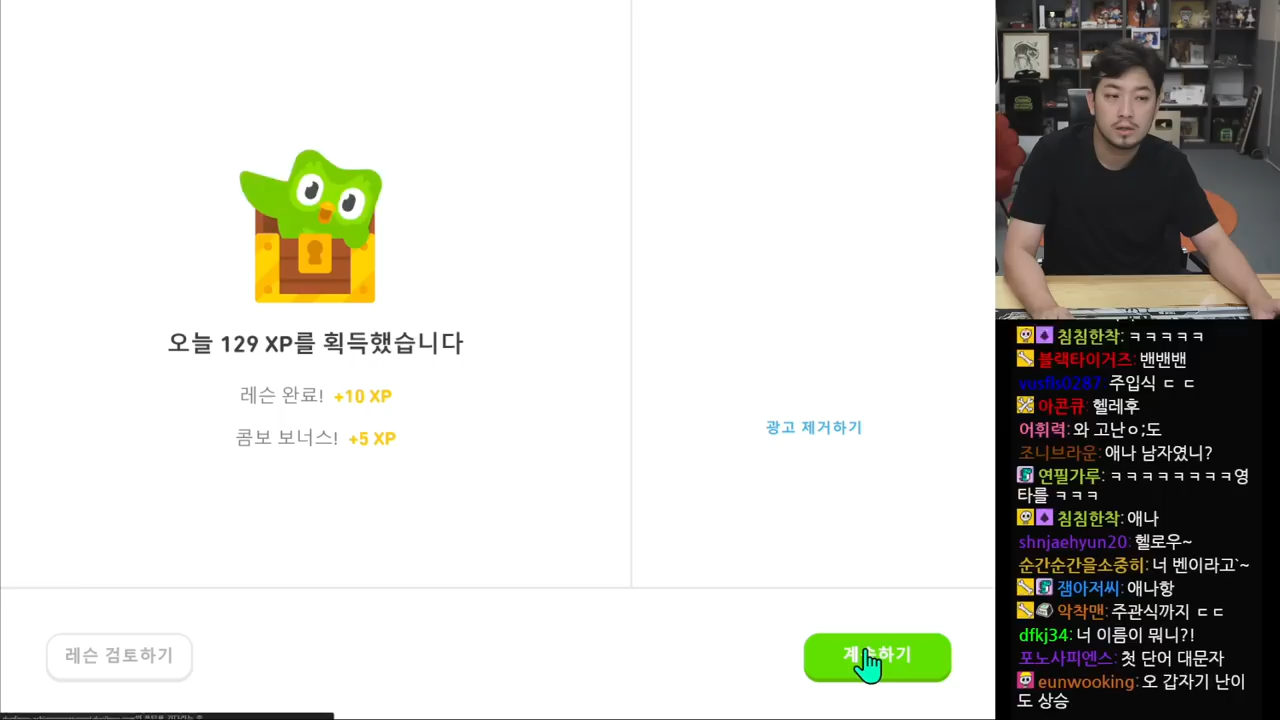 오늘 129 XP를 획득했습니다
레슨 완료! +10 XP
콤보 보너스! +5 XP
광고 제거하기
레슨 검토하기
침침한착: ㅋㅋㅋㅋㅋ
블랙타이거즈: 밴밴밴
주입식 ㄷ ㄷ
아콘큐: 헬레후
어휘력: 와 고난ㅇ;도
조니브라운: 애나 남자였니?
연필가루: ㅋㅋㅋㅋㅋㅋㅋㅋ영
타를 ㅋㅋㅋ
침침한착: 애나
shnjaehyun20: 헬로우~
순간순간을소중히: 너 벤이라고`~
잼아저씨: 애나항
악착맨: 주관식까지 ㄷㄷ
dfkj34: 너 이름이 뭐니?!
포노사피엔스: 첫 단어 대문자
eunwooking: 오 갑자기 난이
도 상승